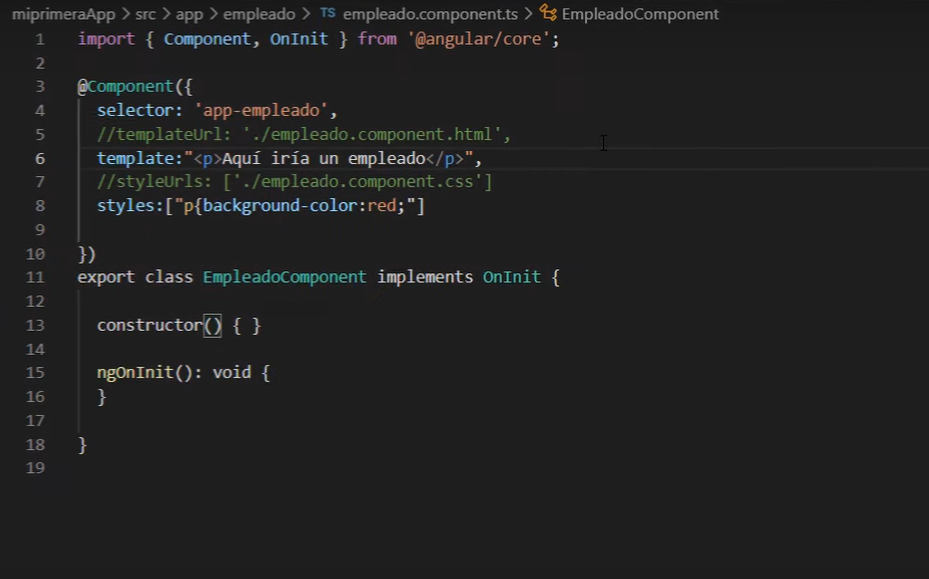 miprimeraApp > src > app > empleado > TS empleado.component.ts > EmpleadoComponent
1 import { Component, OnInit } from '@angular/core';
2
3 @Component({
4 selector: 'app-empleado',
5 //templateUrl: './empleado.component.html',
6 template:"<p>Aquí iría un empleado</p>",
7 //styleUrls: ['./empleado.component.css']
8 styles:["p{background-color:red;"]
9
10 })
11 export class EmpleadoComponent implements OnInit {
12
13 constructor() { }
14
15 ngOnInit(): void {
16 }
17
18 }
19